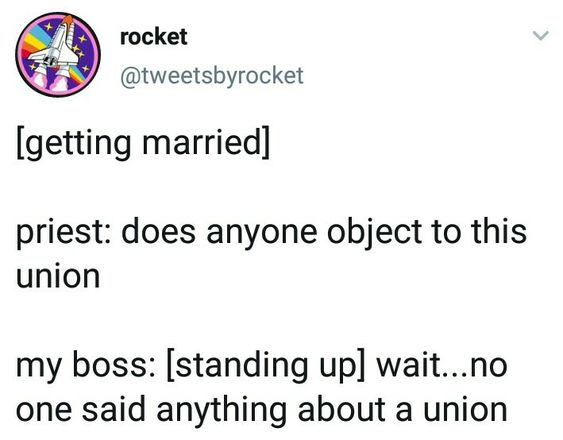 rocket
@tweetsbyrocket
[getting married]
priest: does anyone object to this
union
my boss: [standing up] wait...no
one said anything about a union